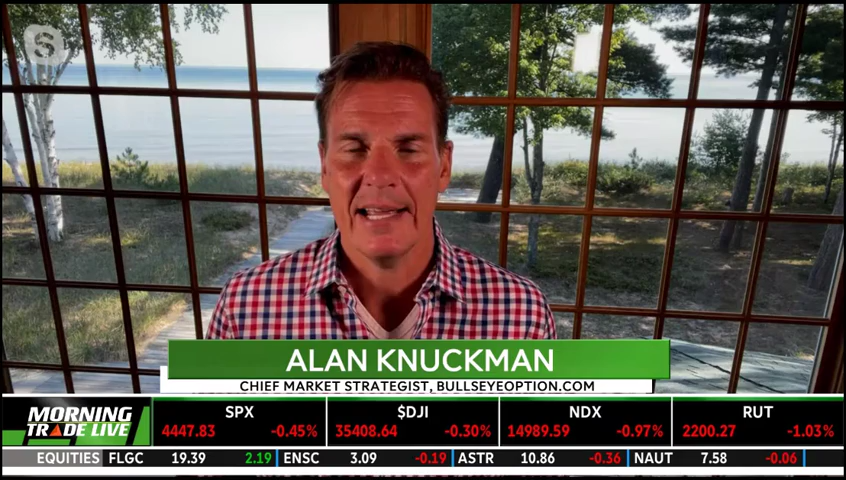 S
ALAN KNUCKMAN
CHIEF MARKET STRATEGIST, BULLSEYEOPTION.COM
MORNING
TRADE LIVE
SPX
4447.83 -0.45%
$DJI
35408.64 -0.30%
NDX
14989.59 -0.97%
RUT
2200.27 -1.03%
EQUITIES FLGC 19.39 2.19 ENSC 3.09 -0.19 ASTR 10.86 -0.36 NAUT 7.58 -0.06